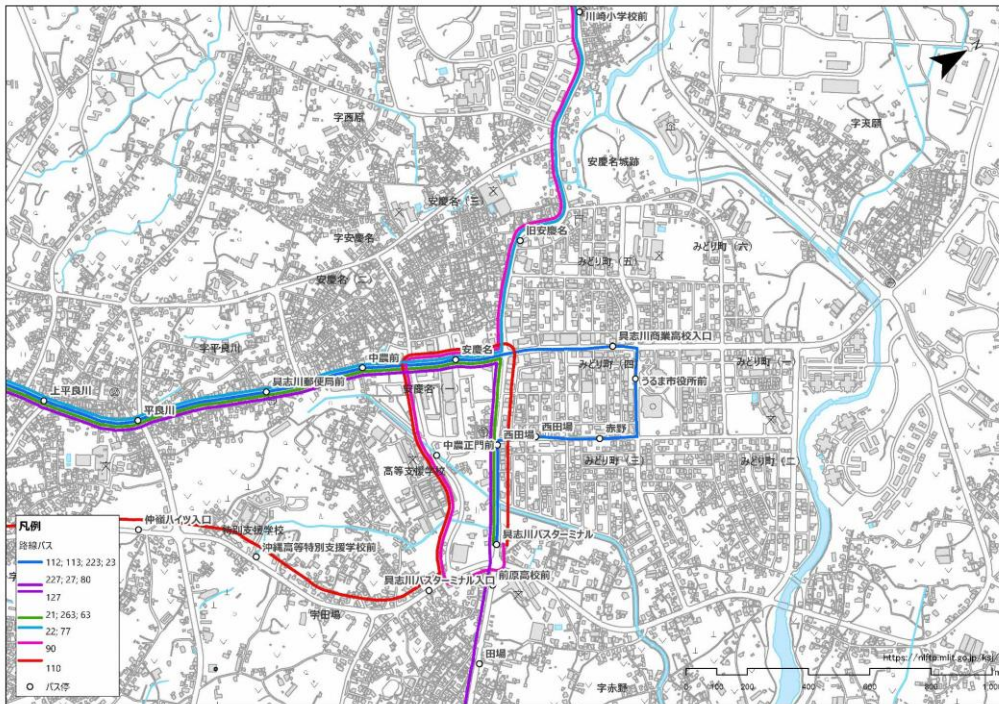 川崎小学校前
N
字西原
字兎願
安慶名城跡
安慶名（三）
字安慶名
旧安慶名
みどり町（五）
みどり町（六）
安慶名（二）
字平良川
具志川商業高校入口
中農前
安慶名
みどり町（四）
みどり町（一）
うるま市役所前
具志川郵便局前
安慶名（一）
上平良川
平良川
西田場
西田場
赤野
中農正門前
みどり町（三）
みどり町（二）
高等支援学校
仲嶺ハイツ入口
特別支援学校
沖縄高等特別支援学校前
具志川バスターミナル
具志川バスターミナル入口
前原高校前
字田場
田場
字赤野
凡例
路線バス
112; 113; 223; 23
227; 27; 80
127
21; 263; 63
22; 77
90
110
バス停
https://nlftp.mlit.go.jp/ksj/
0 100 200 400 600 800 1,000
m